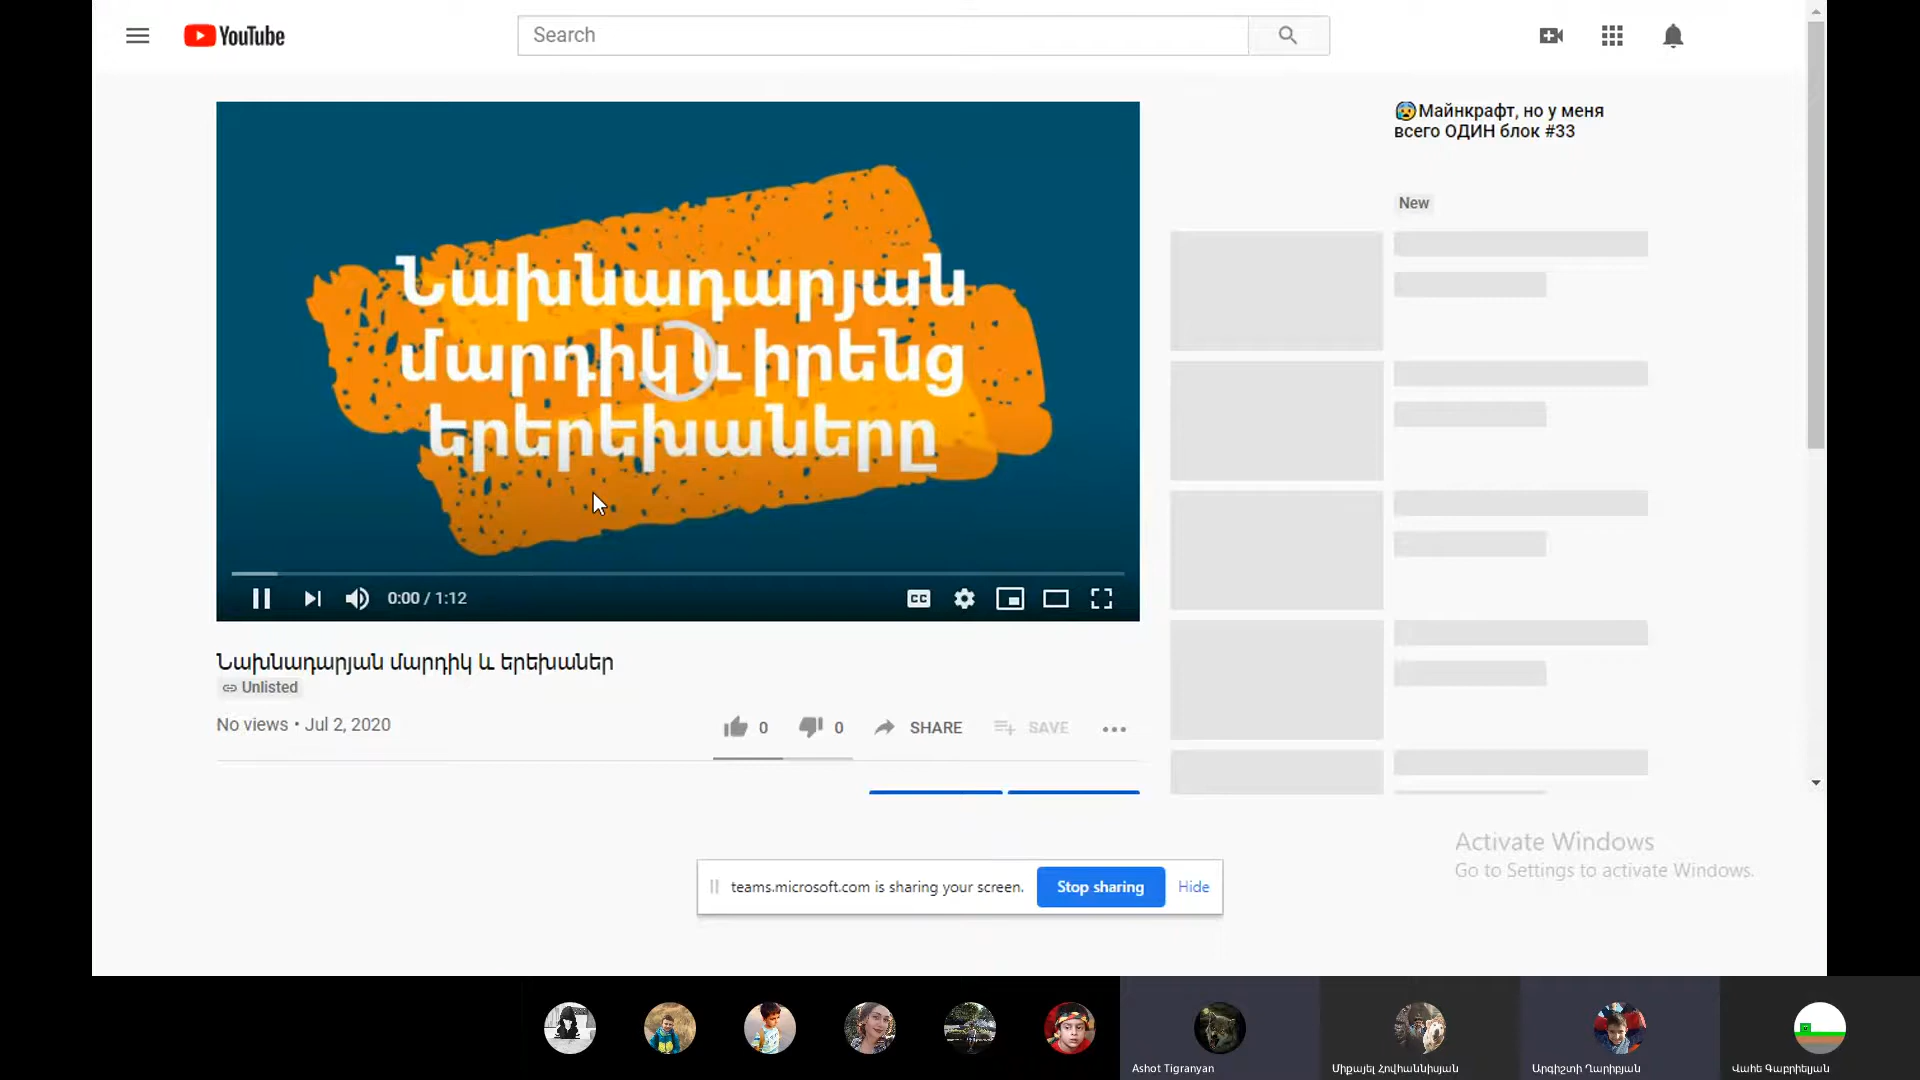 YouTube
Search
Նախնադարյան
մարդիկ և իրենց
երերեխաները
0:00 / 1:12
CC
Նախնադարյան մարդիկ և երեխաներ
Unlisted
No views • Jul 2, 2020
0
0
SHARE
SAVE
😰Майнкрафт, но у меня
всего ОДИН блок #33
New
Activate Windows
Go to Settings to activate Windows.
teams.microsoft.com is sharing your screen.
Stop sharing
Hide
Ashot Tigranyan
Միքայել Հովհաննիսյան
Արգիշտի Ղարիբյան
Վահե Գաբրիելյան